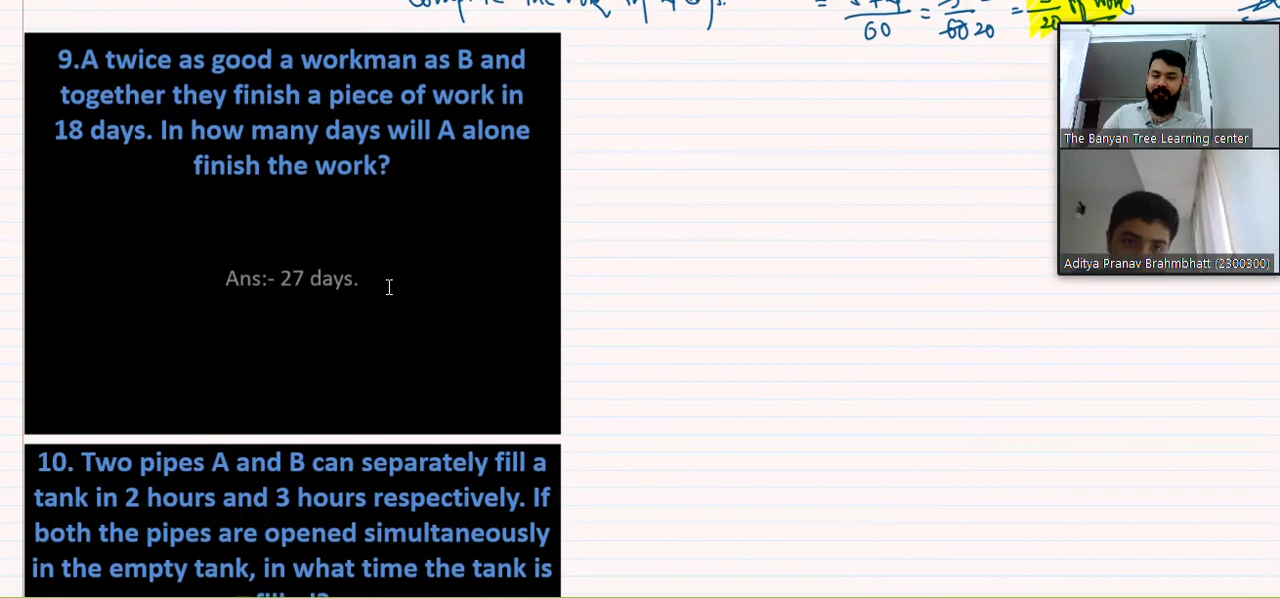 60
60 20
20
9.A twice as good a workman as B and
together they finish a piece of work in
18 days. In how many days will A alone
finish the work?
Ans:- 27 days.
10. Two pipes A and B can separately fill a
tank in 2 hours and 3 hours respectively. If
both the pipes are opened simultaneously
in the empty tank, in what time the tank is
The Banyan Tree Learning center
Aditya Pranav Brahmbhatt (2300300)